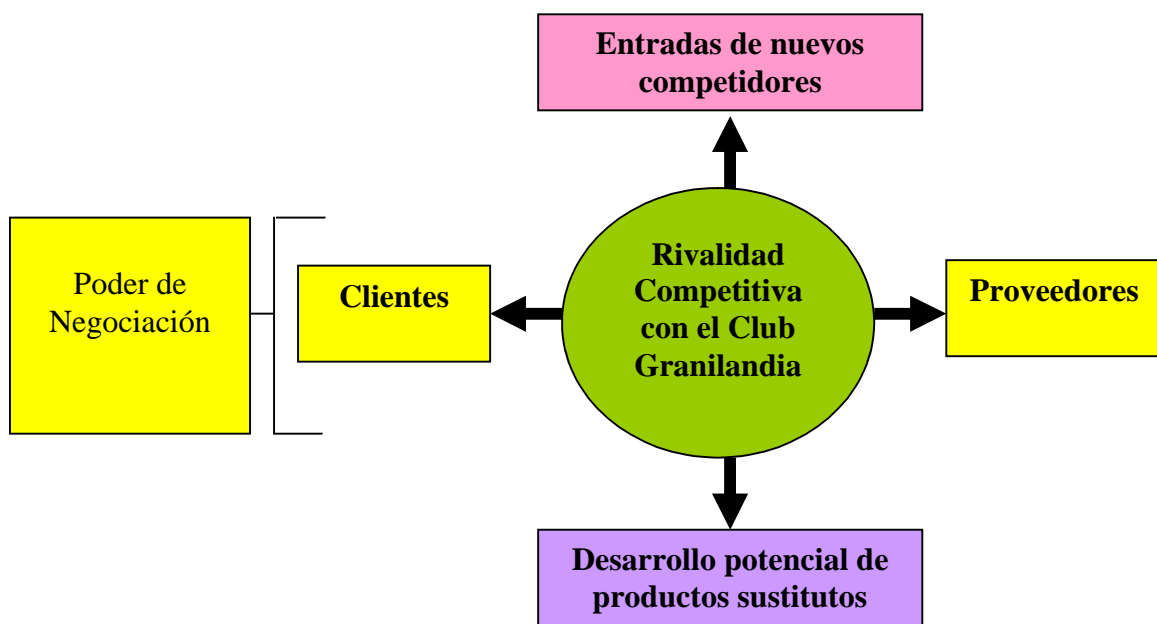 Entradas de nuevos
competidores
Poder de
Negociación
Clientes
Rivalidad
Competitiva
con el Club
Granilandia
Proveedores
Desarrollo potencial de
productos sustitutos